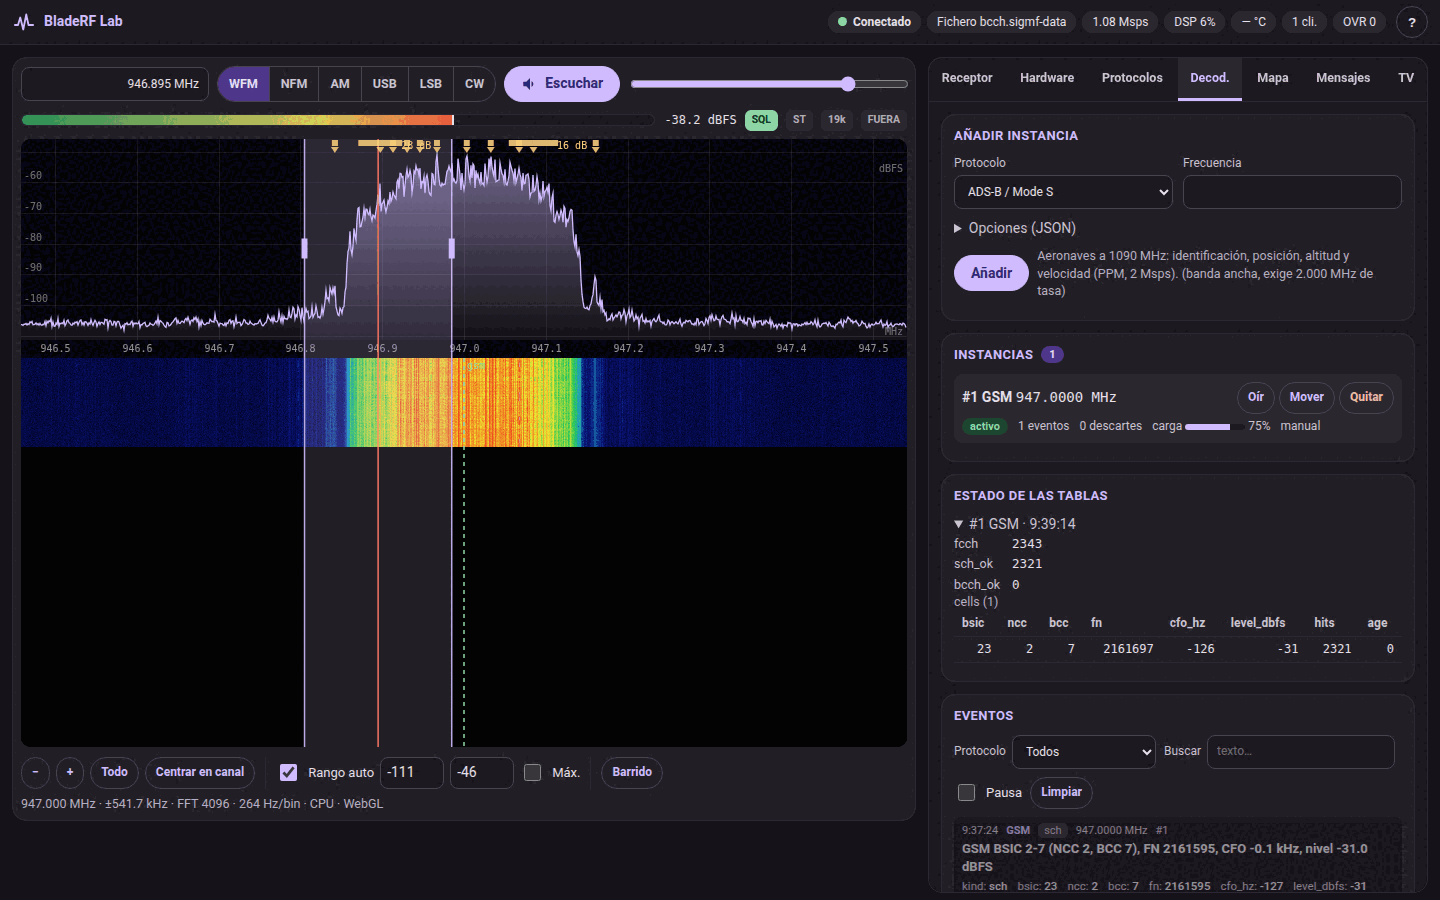 BladeRF Lab
Conectado
Fichero bcch.sigmf-data
1.08 Msps
DSP 6%
— °C
1 cli.
OVR 0
?
946.895 MHz
WFM NFM AM USB LSB CW
Escuchar
-38.2 dBFS SQL ST 19k FUERA
16 dB
dBFS
-60
-70
-80
-90
-100
MHz
946.5 946.6 946.7 946.8 946.9 947.0 947.1 947.2 947.3 947.4 947.5
− + Todo Centrar en canal Rango auto -111 -46 Máx. Barrido
947.000 MHz · ±541.7 kHz · FFT 4096 · 264 Hz/bin · CPU · WebGL
Receptor Hardware Protocolos Decod. Mapa Mensajes TV
AÑADIR INSTANCIA
Protocolo Frecuencia
ADS-B / Mode S
Opciones (JSON)
Añadir
Aeronaves a 1090 MHz: identificación, posición, altitud y
velocidad (PPM, 2 Msps). (banda ancha, exige 2.000 MHz de
tasa)
INSTANCIAS 1
#1 GSM 947.0000 MHz Oír Mover Quitar
activo 1 eventos 0 descartes carga 75% manual
ESTADO DE LAS TABLAS
#1 GSM · 9:39:14
fcch 2343
sch_ok 2321
bcch_ok 0
cells (1)
bsic ncc bcc fn cfo_hz level_dbfs hits age
23 2 7 2161697 -126 -31 2321 0
EVENTOS
Protocolo Todos Buscar texto…
Pausa Limpiar
9:37:24 GSM sch 947.0000 MHz #1
GSM BSIC 2-7 (NCC 2, BCC 7), FN 2161595, CFO -0.1 kHz, nivel -31.0
dBFS
kind: sch bsic: 23 ncc: 2 bcc: 7 fn: 2161595 cfo_hz: -127 level_dbfs: -31